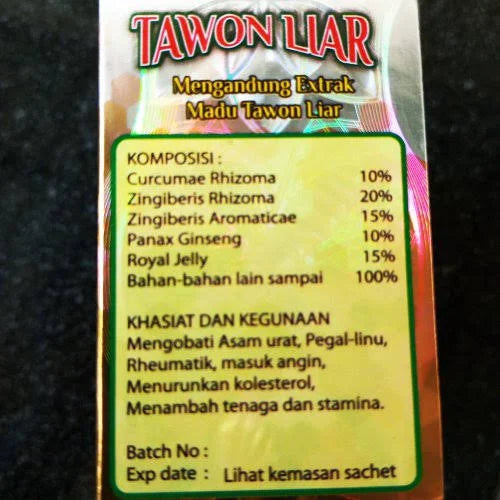 TAWON LIAR
Mengandung Extrak
Madu Tawon Liar
KOMPOSISI :
Curcumae Rhizoma 10%
Zingiberis Rhizoma 20%
Zingiberis Aromaticae 15%
Panax Ginseng 10%
Royal Jelly 15%
Bahan-bahan lain sampai 100%
KHASIAT DAN KEGUNAAN
Mengobati Asam urat, Pegal-linu,
Rheumatik, masuk angin,
Menurunkan kolesterol,
Menambah tenaga dan stamina.
Batch No :
Exp date : Lihat kemasan sachet